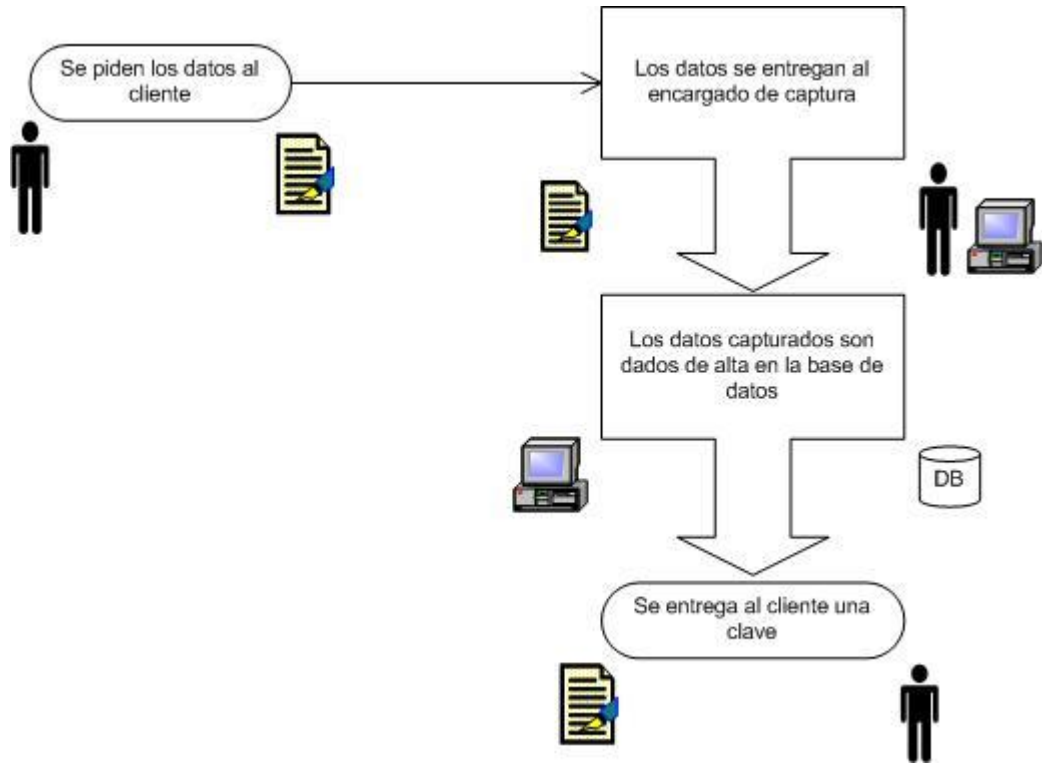 Se piden los datos al
cliente
Los datos se entregan al
encargado de captura
Los datos capturados son
dados de alta en la base de
datos
DB
Se entrega al cliente una
clave